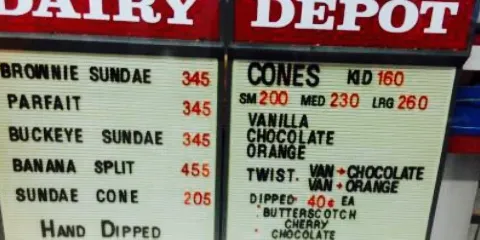 DAIRY DEPOT
BROWNIE SUNDAE 345
PARFAIT 345
BUCKEYE SUNDAE 345
BANANA SPLIT 455
SUNDAE CONE 205
HAND DIPPED
CONES KID 160
SM 200 MED 230 LRG 260
VANILLA
CHOCOLATE
ORANGE
TWIST. VAN→CHOCOLATE
VAN→ORANGE
DIPPED 40¢ EA
BUTTERSCOTCH
CHERRY
CHOCOLATE